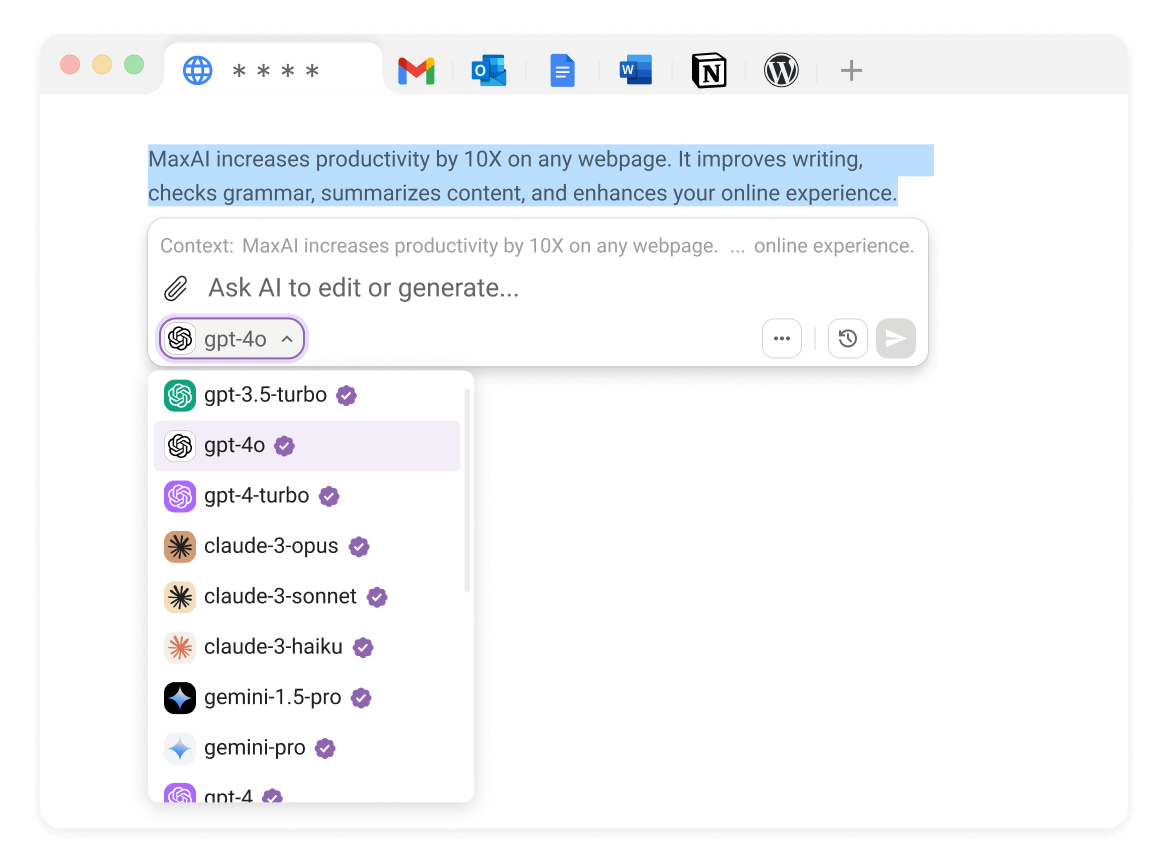 * * * *
MaxAI increases productivity by 10X on any webpage. It improves writing,
checks grammar, summarizes content, and enhances your online experience.
Context: MaxAI increases productivity by 10X on any webpage. ... online experience.
Ask AI to edit or generate...
gpt-4o
gpt-3.5-turbo
gpt-4o
gpt-4-turbo
claude-3-opus
claude-3-sonnet
claude-3-haiku
gemini-1.5-pro
gemini-pro
gpt-4